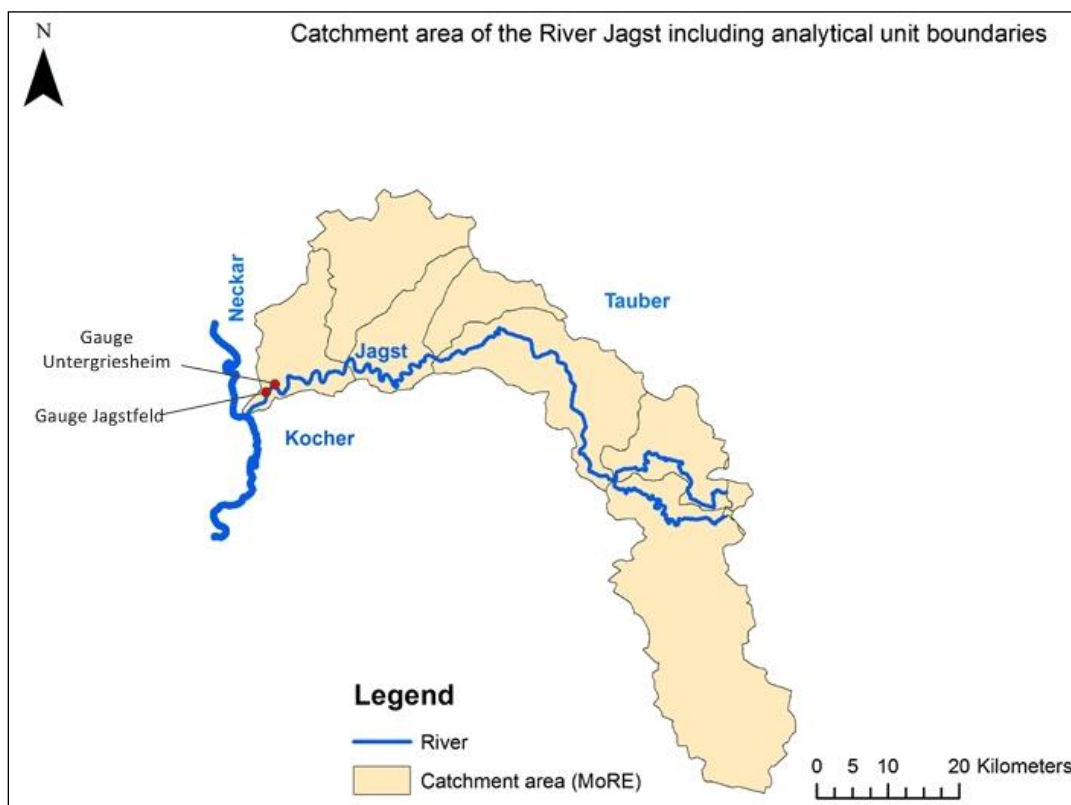 N
Catchment area of the River Jagst including analytical unit boundaries
Neckar
Tauber
Gauge
Untergriesheim
Jagst
Gauge Jagstfeld
Kocher
Legend
River
Catchment area (MoRE)
0 5 10 20 Kilometers